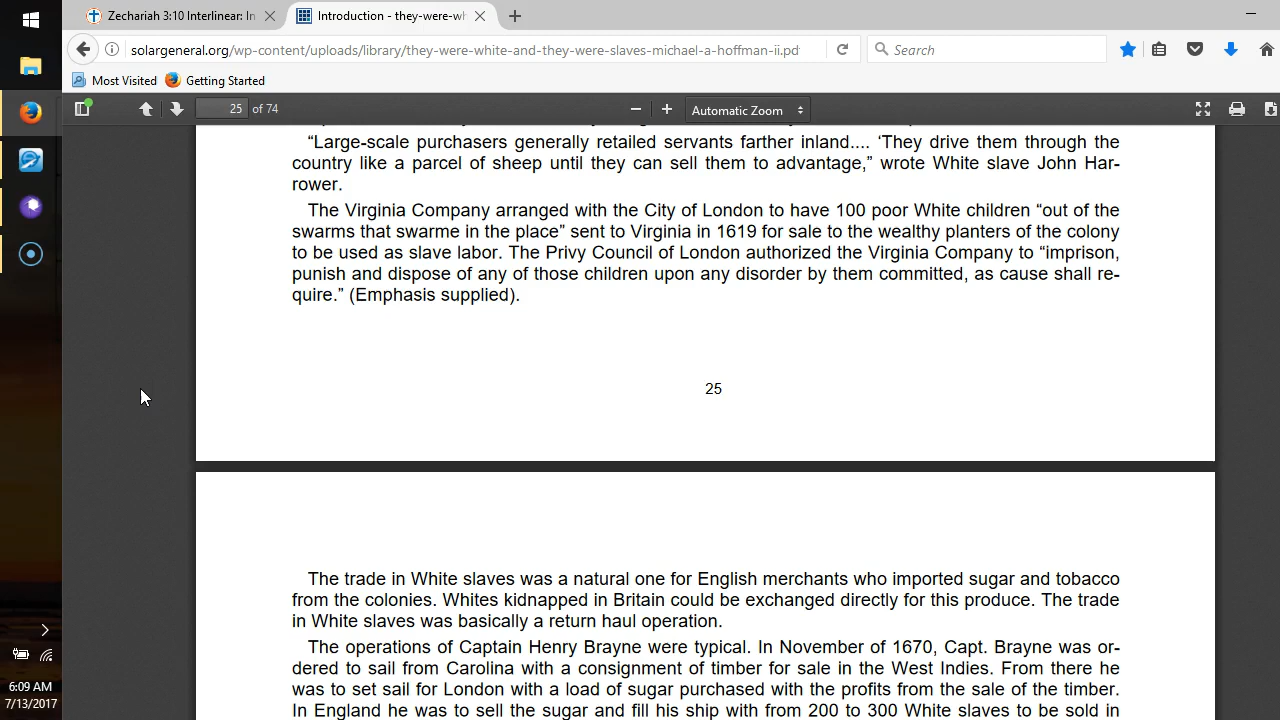 Zechariah 3:10 Interlinear: In
Introduction - they-were-wh
solargeneral.org/wp-content/uploads/library/they-were-white-and-they-were-slaves-michael-a-hoffman-ii.pd
Search
Most Visited
Getting Started
25 of 74
Automatic Zoom
“Large-scale purchasers generally retailed servants farther inland.... ‘They drive them through the
country like a parcel of sheep until they can sell them to advantage,” wrote White slave John Har-
rower.
The Virginia Company arranged with the City of London to have 100 poor White children “out of the
swarms that swarme in the place” sent to Virginia in 1619 for sale to the wealthy planters of the colony
to be used as slave labor. The Privy Council of London authorized the Virginia Company to “imprison,
punish and dispose of any of those children upon any disorder by them committed, as cause shall re-
quire.” (Emphasis supplied).
25
The trade in White slaves was a natural one for English merchants who imported sugar and tobacco
from the colonies. Whites kidnapped in Britain could be exchanged directly for this produce. The trade
in White slaves was basically a return haul operation.
The operations of Captain Henry Brayne were typical. In November of 1670, Capt. Brayne was or-
dered to sail from Carolina with a consignment of timber for sale in the West Indies. From there he
was to set sail for London with a load of sugar purchased with the profits from the sale of the timber.
In England he was to sell the sugar and fill his ship with from 200 to 300 White slaves to be sold in
6:09 AM
7/13/2017